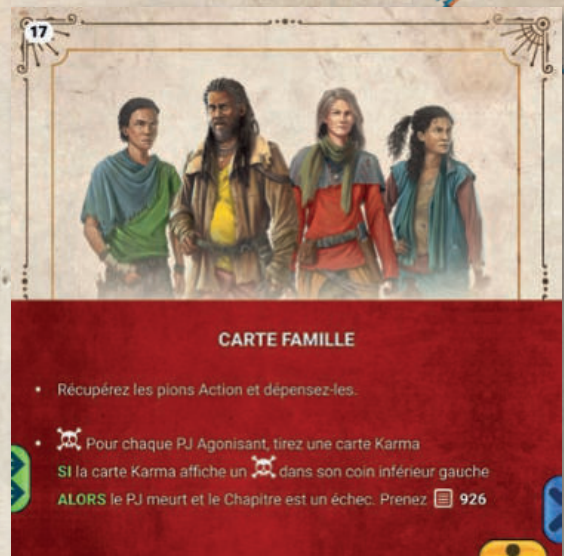 17
CARTE FAMILLE
• Récupérez les pions Action et dépensez-les.
• Pour chaque PJ Agonisant, tirez une carte Karma
SI la carte Karma affiche un dans son coin inférieur gauche
ALORS le PJ meurt et le Chapitre est un échec. Prenez 926